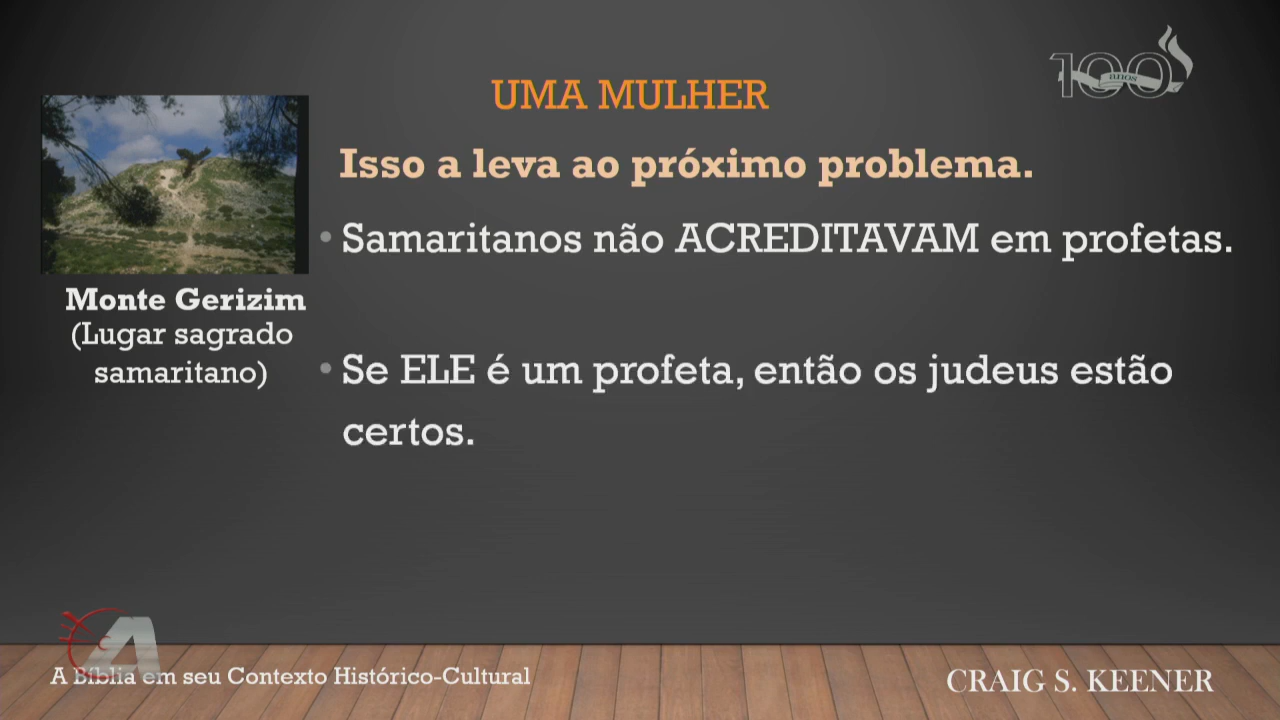 100
anos
UMA MULHER
Isso a leva ao próximo problema.
• Samaritanos não ACREDITAVAM em profetas.
Monte Gerizim
(Lugar sagrado
samaritano)
• Se ELE é um profeta, então os judeus estão
certos.
A
A Bíblia em seu Contexto Histórico-Cultural
CRAIG S. KEENER